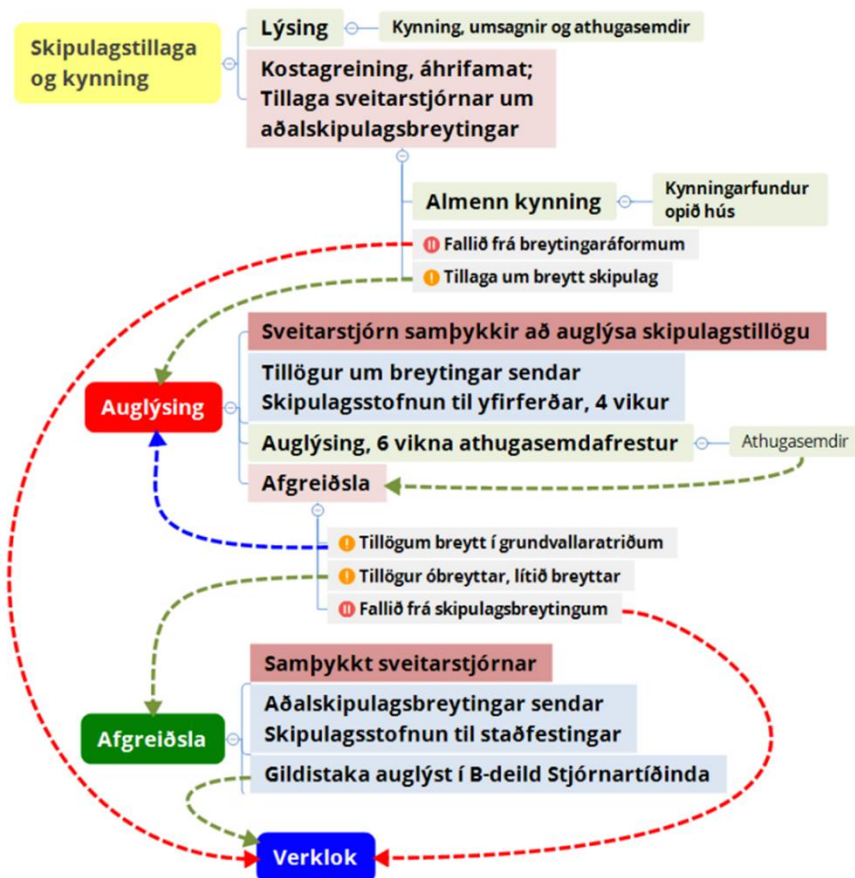 Skipulagstillaga
og kynning
Lýsing
Kynning, umsagnir og athugasemdir
Kostagreining, áhrifamat;
Tillaga sveitarstjórnar um
aðalskipulagsbreytingar
Almenn kynning
Kynningarfundur
opið hús
Fallið frá breytingaráformum
Tillaga um breytt skipulag
Auglýsing
Sveitarstjórn samþykkir að auglýsa skipulagstillögu
Tillögur um breytingar sendar
Skipulagsstofnun til yfirferðar, 4 vikur
Auglýsing, 6 vikna athugasemdafrestur
Athugasemdir
Afgreiðsla
Tillögum breytt í grundvallaratriðum
Tillögur óbreyttar, lítið breyttar
Fallið frá skipulagsbreytingum
Afgreiðsla
Samþykkt sveitarstjórnar
Aðalskipulagsbreytingar sendar
Skipulagsstofnun til staðfestingar
Gildistaka auglýst í B-deild Stjórnartíðinda
Verklok